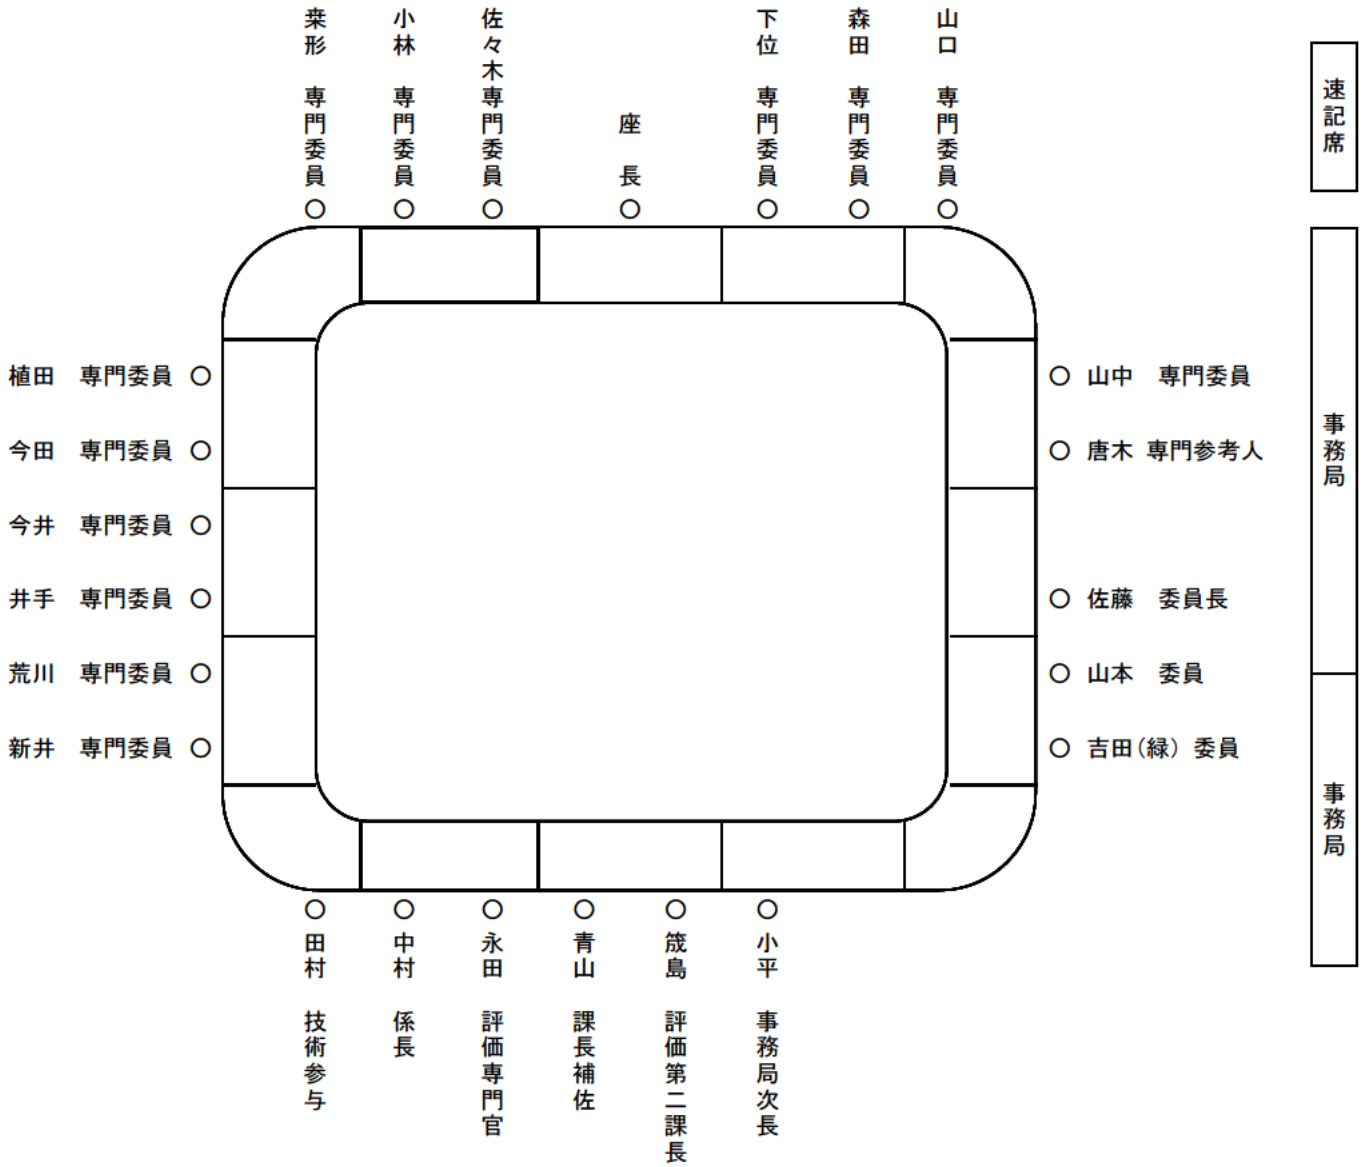 桒形　専門委員
小林　専門委員
佐々木専門委員
座　長
下位　専門委員
森田　専門委員
山口　専門委員
速記席
植田　専門委員
今田　専門委員
今井　専門委員
井手　専門委員
荒川　専門委員
新井　専門委員
山中　専門委員
唐木 専門参考人
佐藤　委員長
山本　委員
吉田(緑) 委員
事務局
事務局
田村　技術参与
中村　係長
永田　評価専門官
青山　課長補佐
筬島　評価第二課長
小平　事務局次長